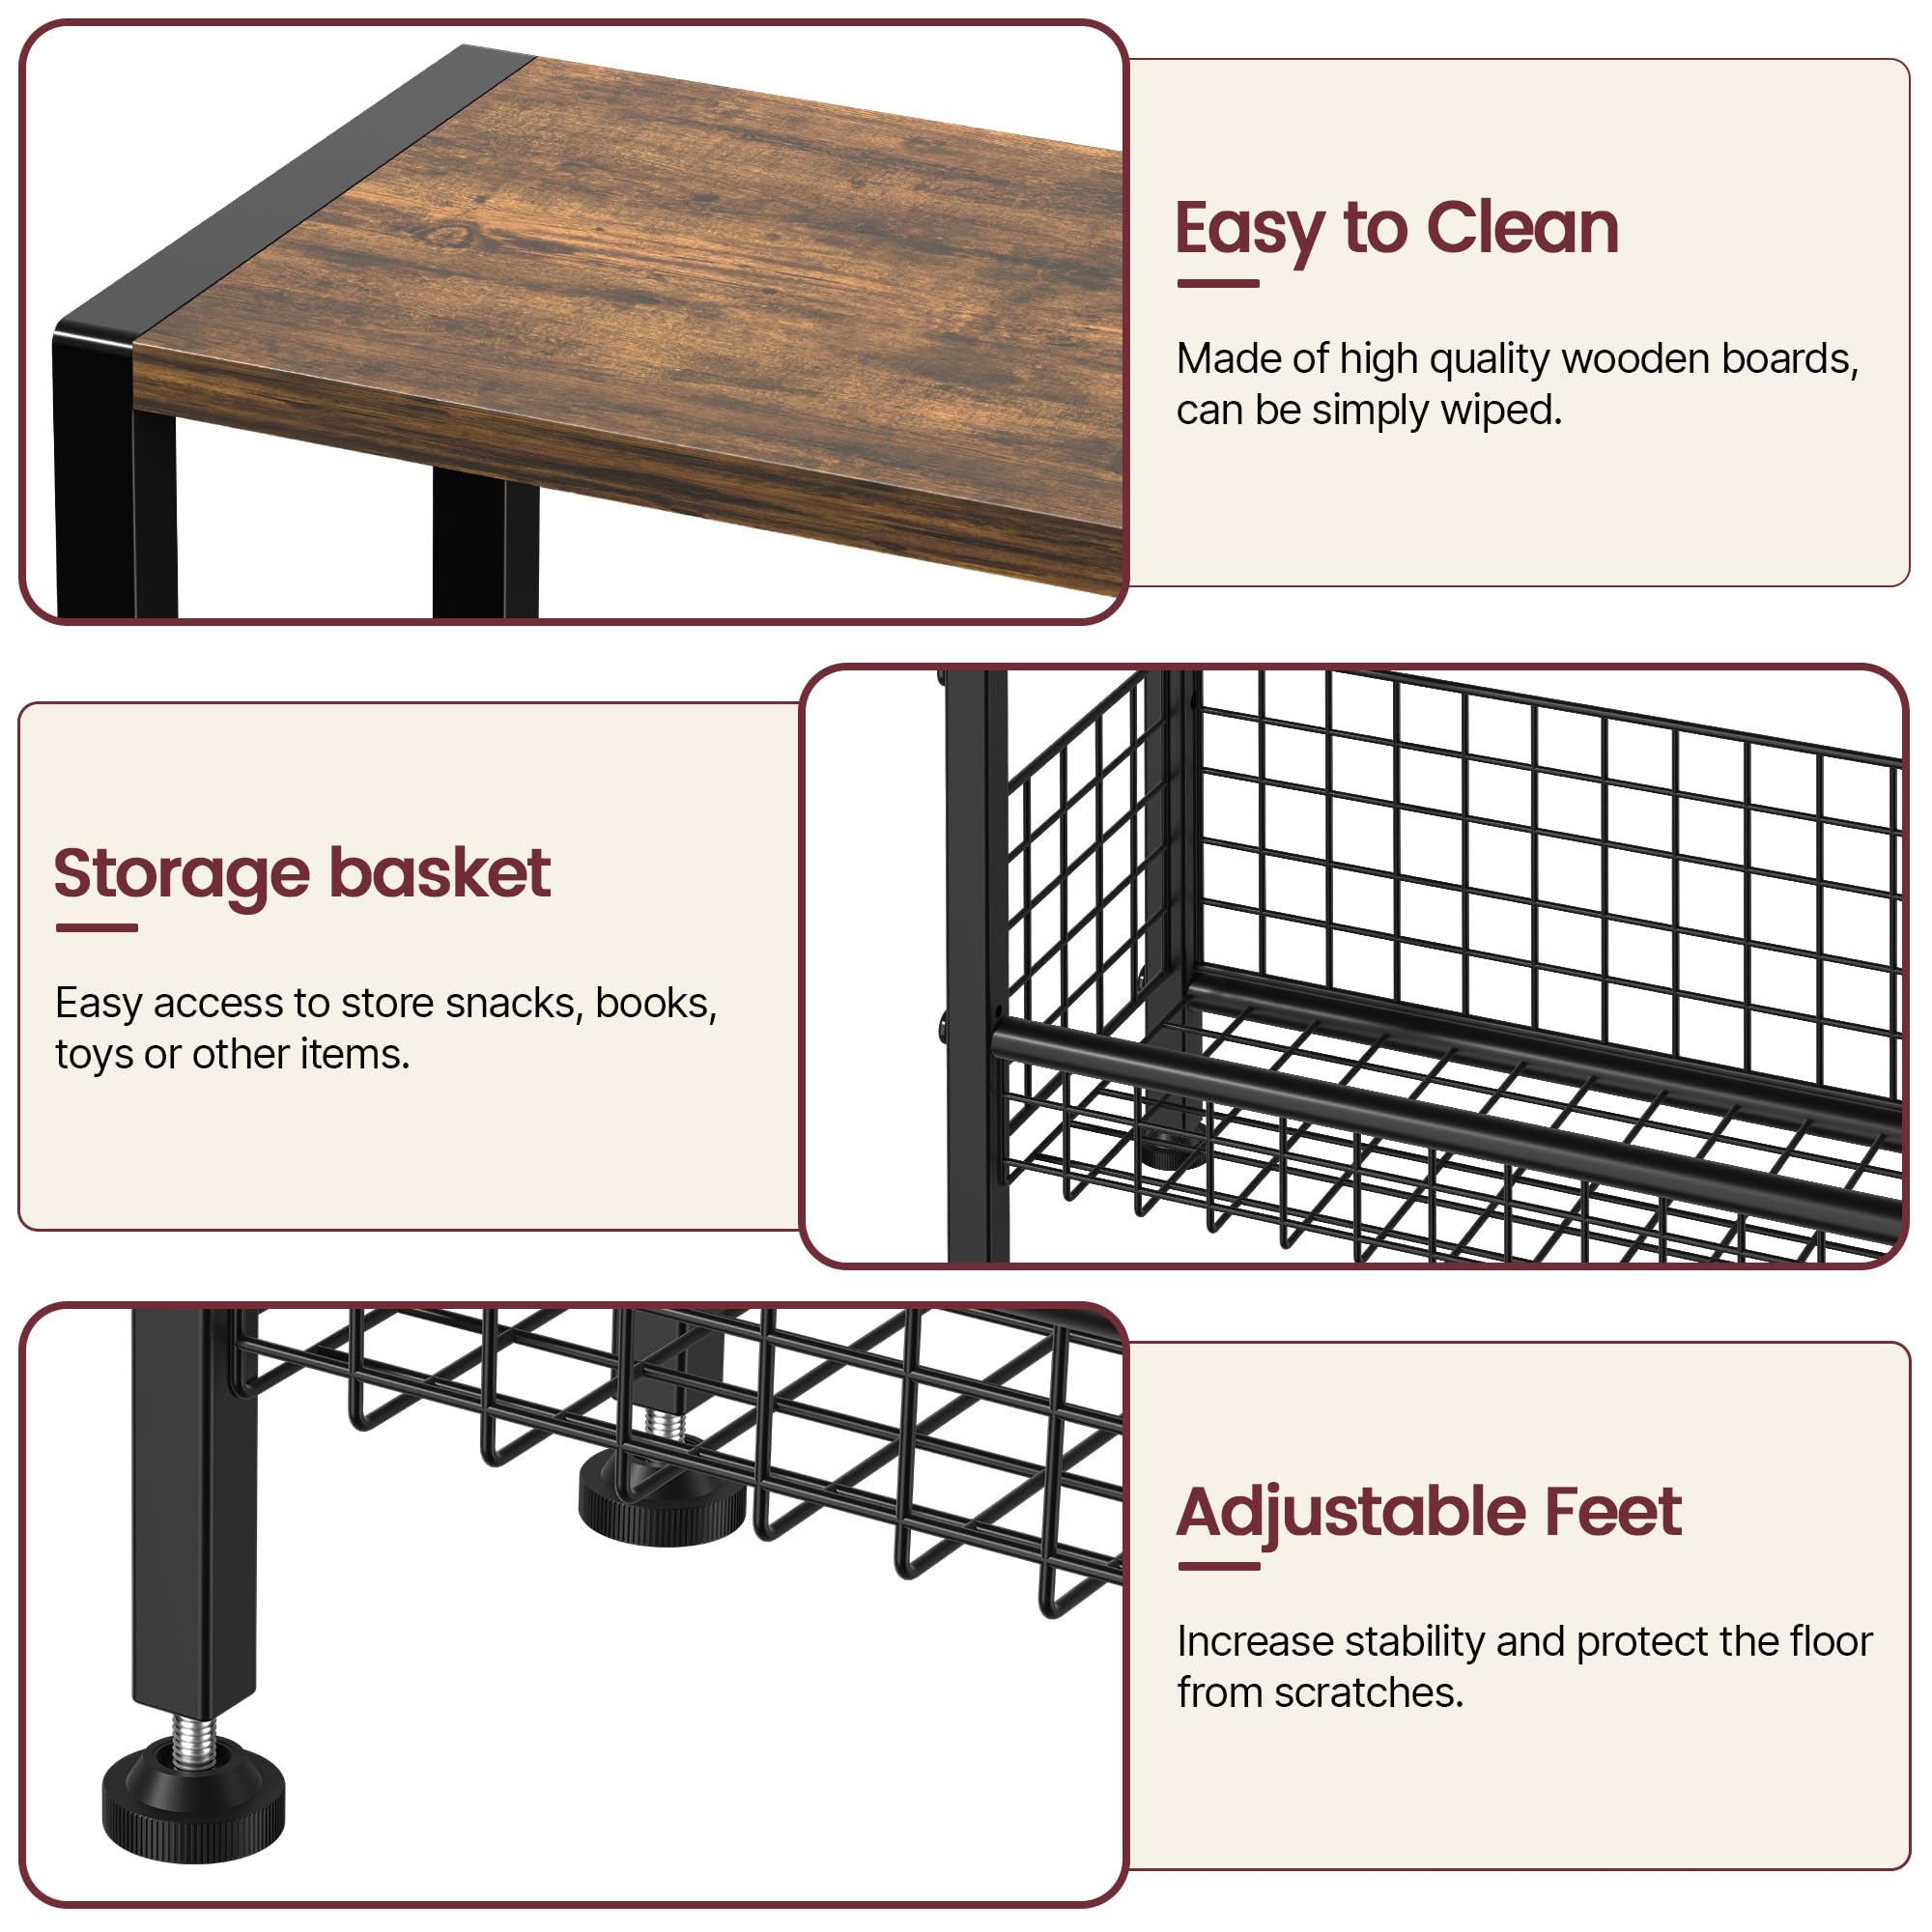 Easy to Clean
Made of high quality wooden boards,
can be simply wiped.
Storage basket
Easy access to store snacks, books,
toys or other items.
Adjustable Feet
Increase stability and protect the floor
from scratches.